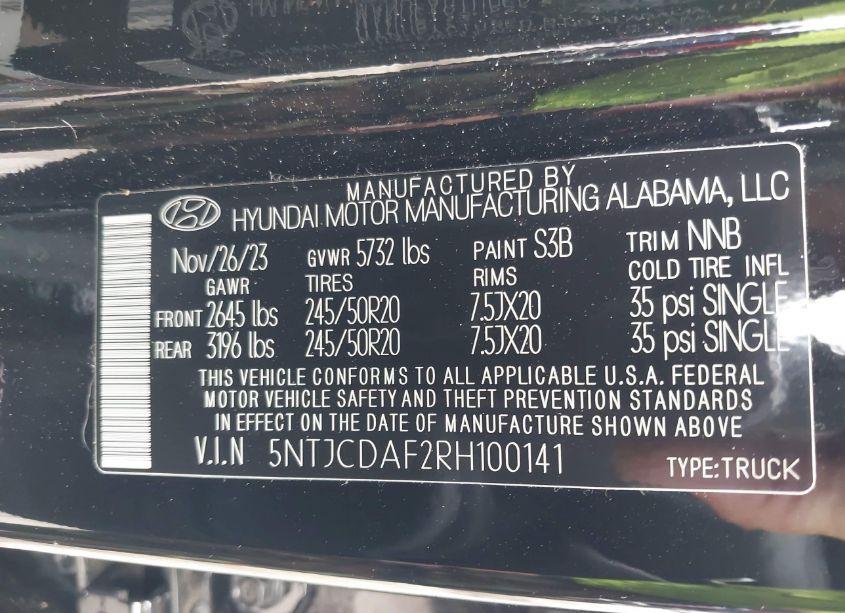 MANUFACTURED BY
HYUNDAI MOTOR MANUFACTURING ALABAMA, LLC
Nov/26/23 GVWR 5732 lbs PAINT S3B TRIM NNB
GAWR TIRES RIMS COLD TIRE INFL
FRONT 2645 lbs 245/50R20 7.5JX20 35 psi SINGLE
REAR 3196 lbs 245/50R20 7.5JX20 35 psi SINGLE
THIS VEHICLE CONFORMS TO ALL APPLICABLE U.S.A. FEDERAL
MOTOR VEHICLE SAFETY AND THEFT PREVENTION STANDARDS
IN EFFECT ON THE DATE OF MANUFACTURE SHOWN ABOVE
V.I.N 5NTJCDAF2RH100141 TYPE:TRUCK